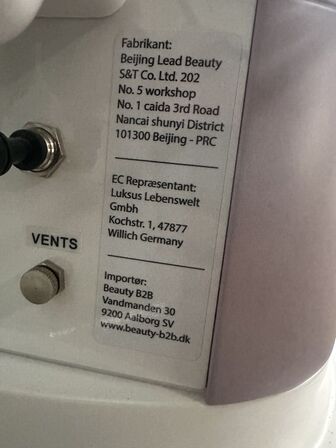 Fabrikant:
Beijing Lead Beauty
S&T Co. Ltd. 202
No. 5 workshop
No. 1 caida 3rd Road
Nancai shunyi District
101300 Beijing - PRC
EC Repræsentant:
Luksus Lebenswelt
Gmbh
Kochstr. 1, 47877
Willich Germany
VENTS
Importør:
Beauty B2B
Vandmanden 30
9200 Aalborg SV
www.beauty-b2b.dk